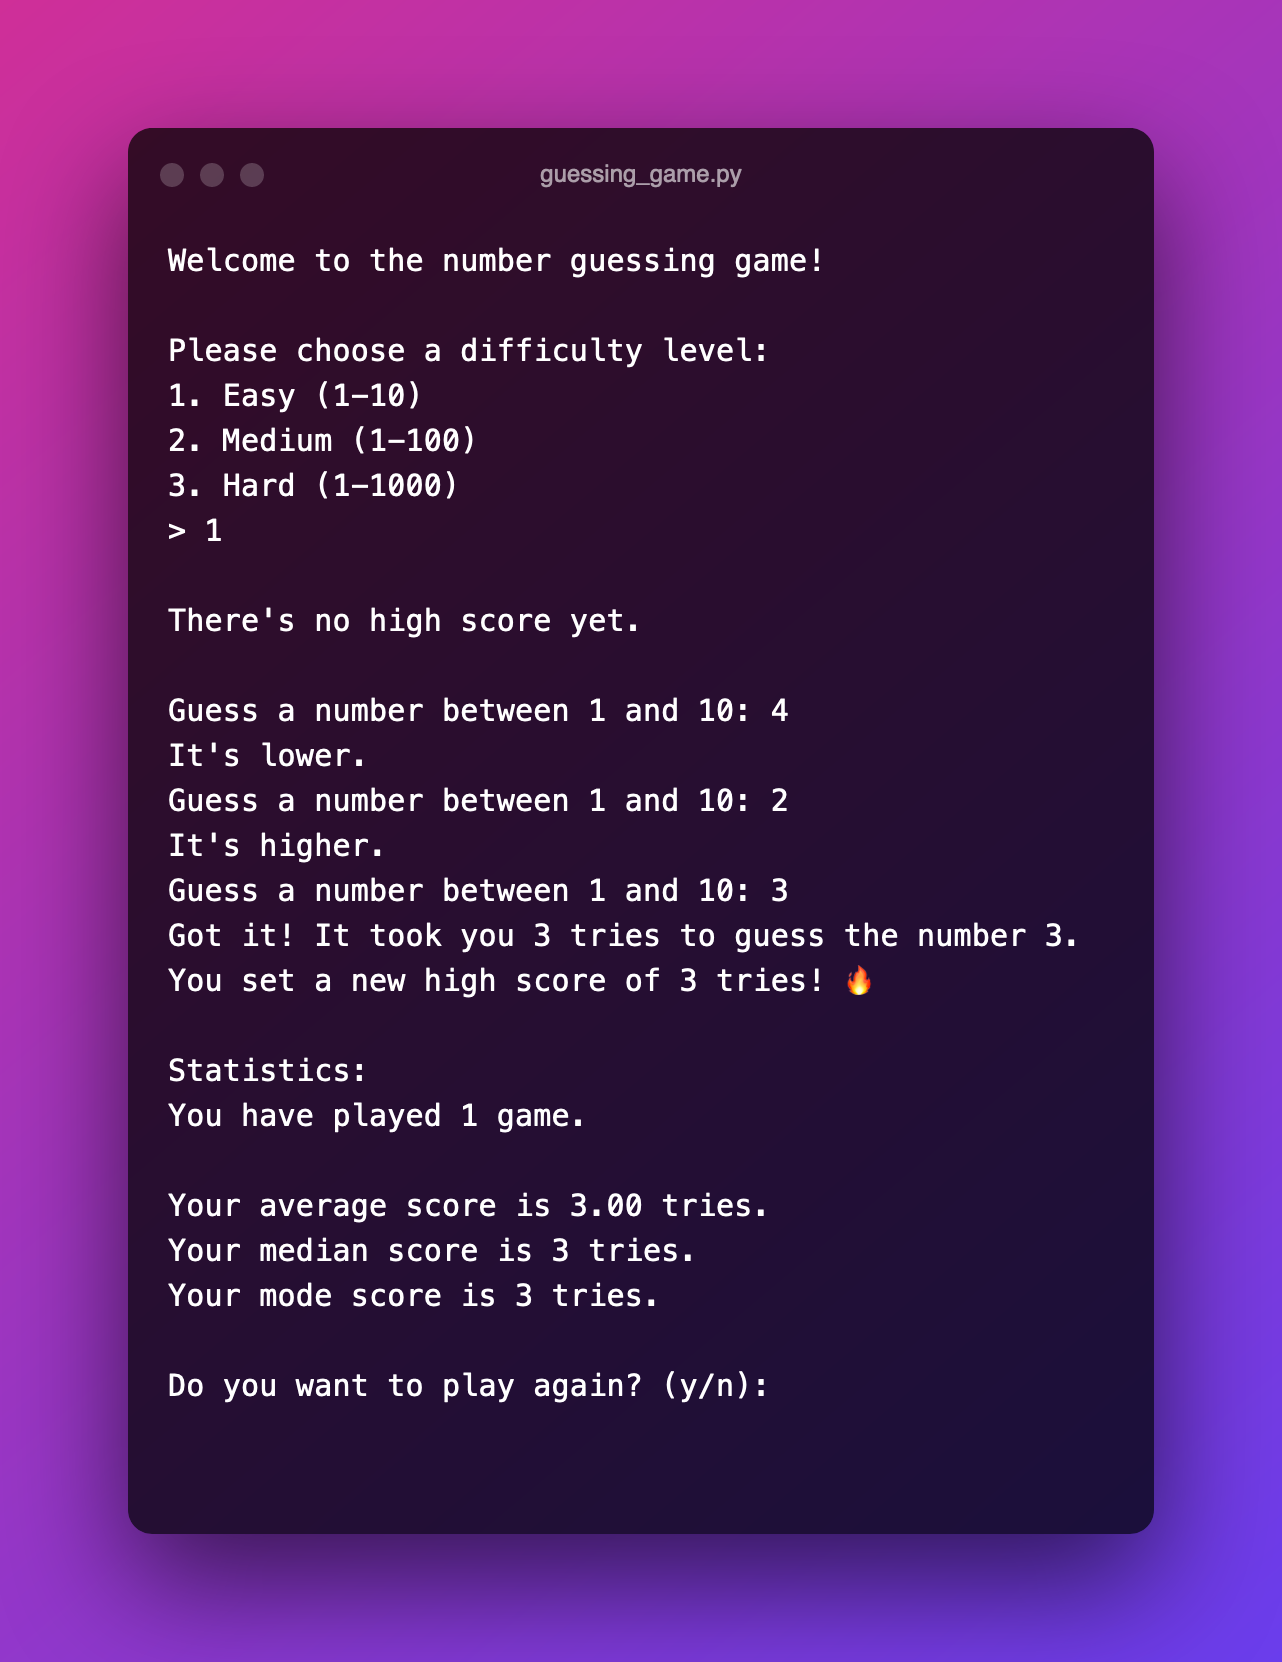 guessing_game.py
Welcome to the number guessing game!
Please choose a difficulty level:
1. Easy (1-10)
2. Medium (1-100)
3. Hard (1-1000)
> 1
There's no high score yet.
Guess a number between 1 and 10: 4
It's lower.
Guess a number between 1 and 10: 2
It's higher.
Guess a number between 1 and 10: 3
Got it! It took you 3 tries to guess the number 3.
You set a new high score of 3 tries! 🔥
Statistics:
You have played 1 game.
Your average score is 3.00 tries.
Your median score is 3 tries.
Your mode score is 3 tries.
Do you want to play again? (y/n):